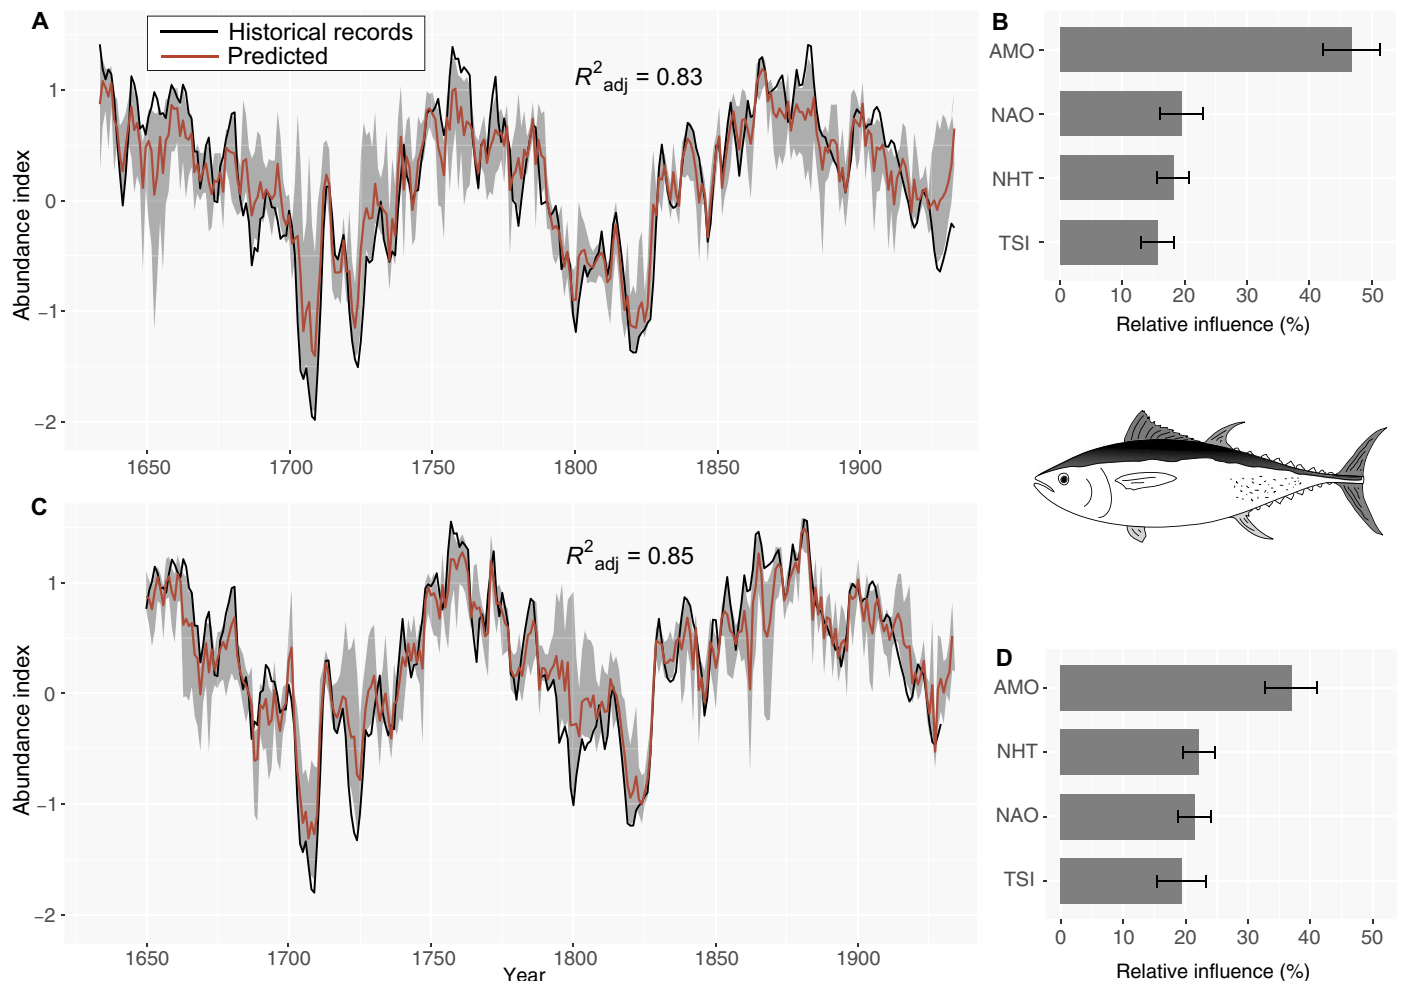 A
Historical records
Predicted
R²adj = 0.83
Abundance index
1
0
−1
−2
1650 1700 1750 1800 1850 1900
B
AMO
NAO
NHT
TSI
0 10 20 30 40 50
Relative influence (%)
C
R²adj = 0.85
Abundance index
1
0
−1
−2
1650 1700 1750 1800 1850 1900
Year
D
AMO
NHT
NAO
TSI
0 10 20 30 40 50
Relative influence (%)